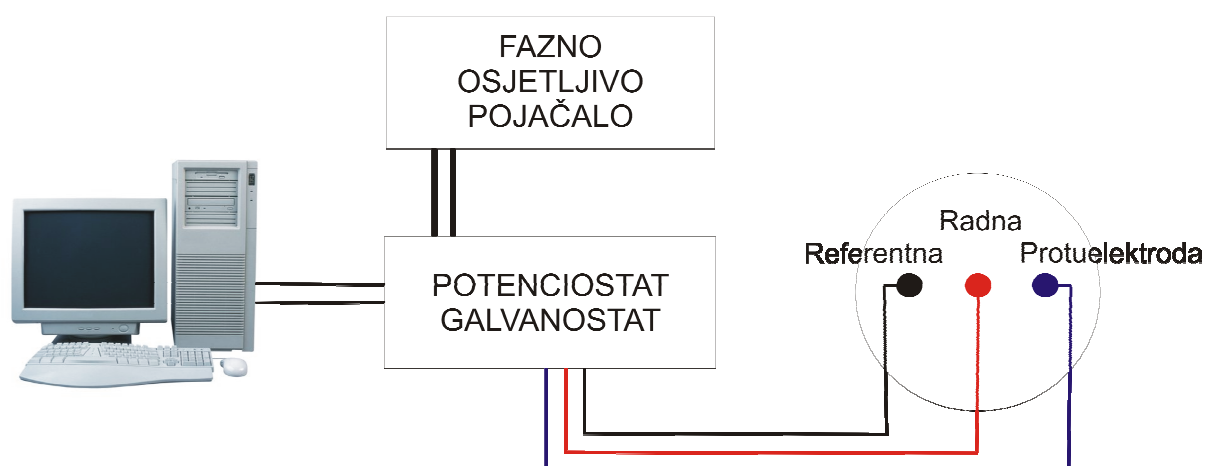 FAZNO
OSJETLJIVO
POJAČALO
Radna
Referentna
Protuelektroda
POTENCIOSTAT
GALVANOSTAT